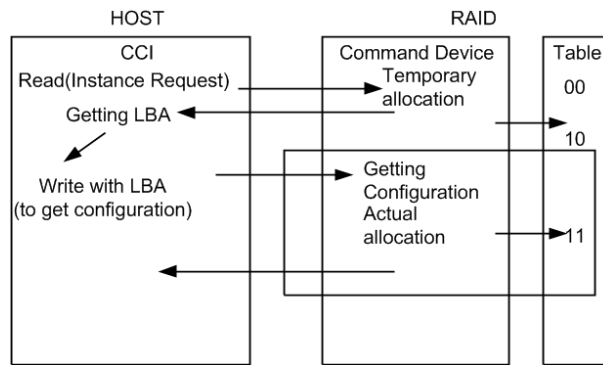 HOST
RAID
CCI
Command Device
Table
Read(Instance Request)
Temporary
allocation
00
Getting LBA
10
Write with LBA
(to get configuration)
Getting
Configuration
Actual
allocation
11